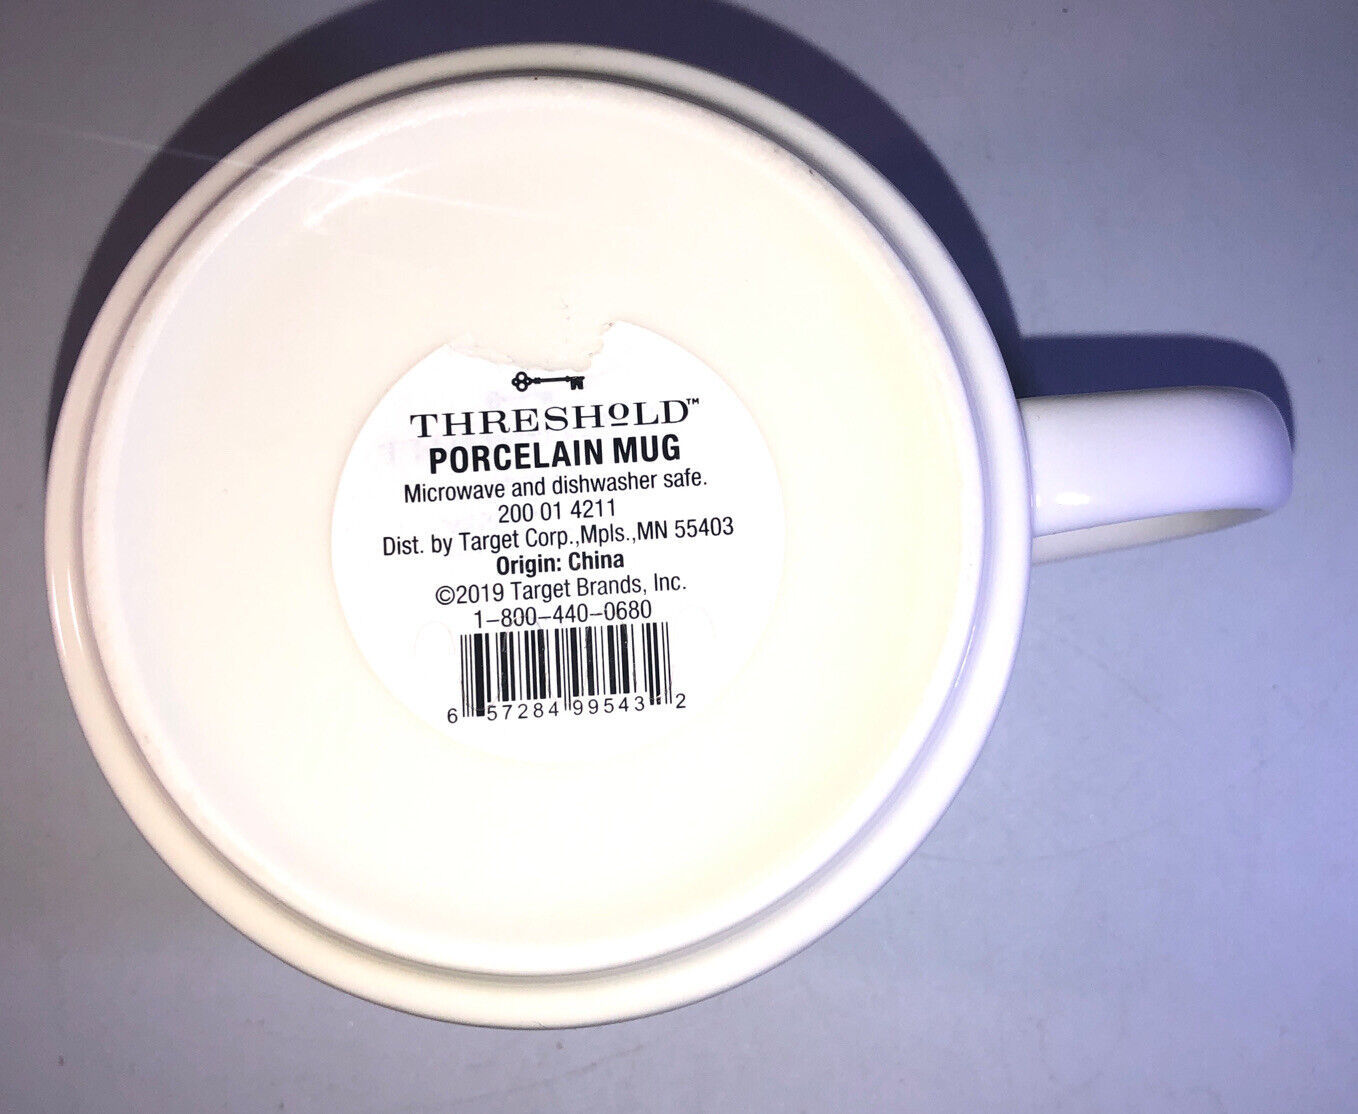 THRESHOLD™
PORCELAIN MUG
Microwave and dishwasher safe.
200 01 4211
Dist. by Target Corp.,Mpls.,MN 55403
Origin: China
©2019 Target Brands, Inc.
1–800–440–0680
6 57284 99543 2